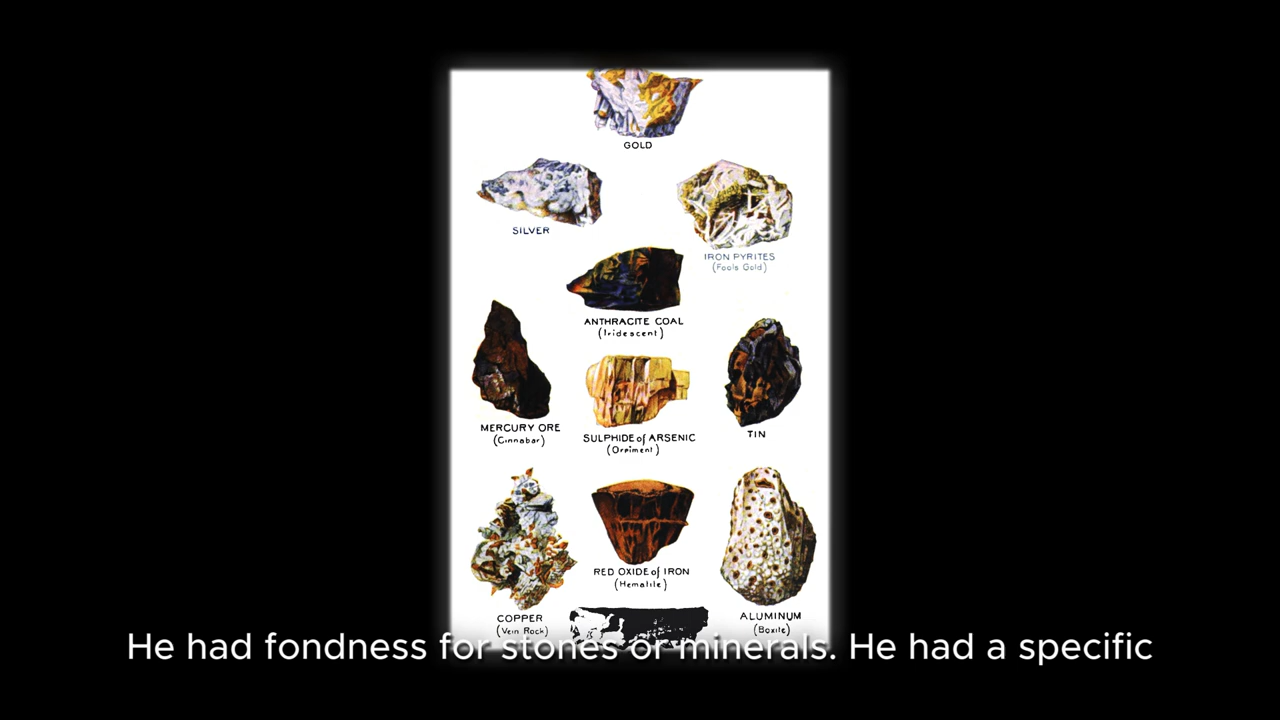 GOLD
SILVER
IRON PYRITES
(Fools Gold)
ANTHRACITE COAL
(Iridescent)
MERCURY ORE
(Cinnabar)
SULPHIDE of ARSENIC
(Orpiment)
TIN
RED OXIDE of IRON
(Hematite)
COPPER
(Vein Rock)
ALUMINUM
(Boxite)
He had fondness for stones or minerals. He had a specific